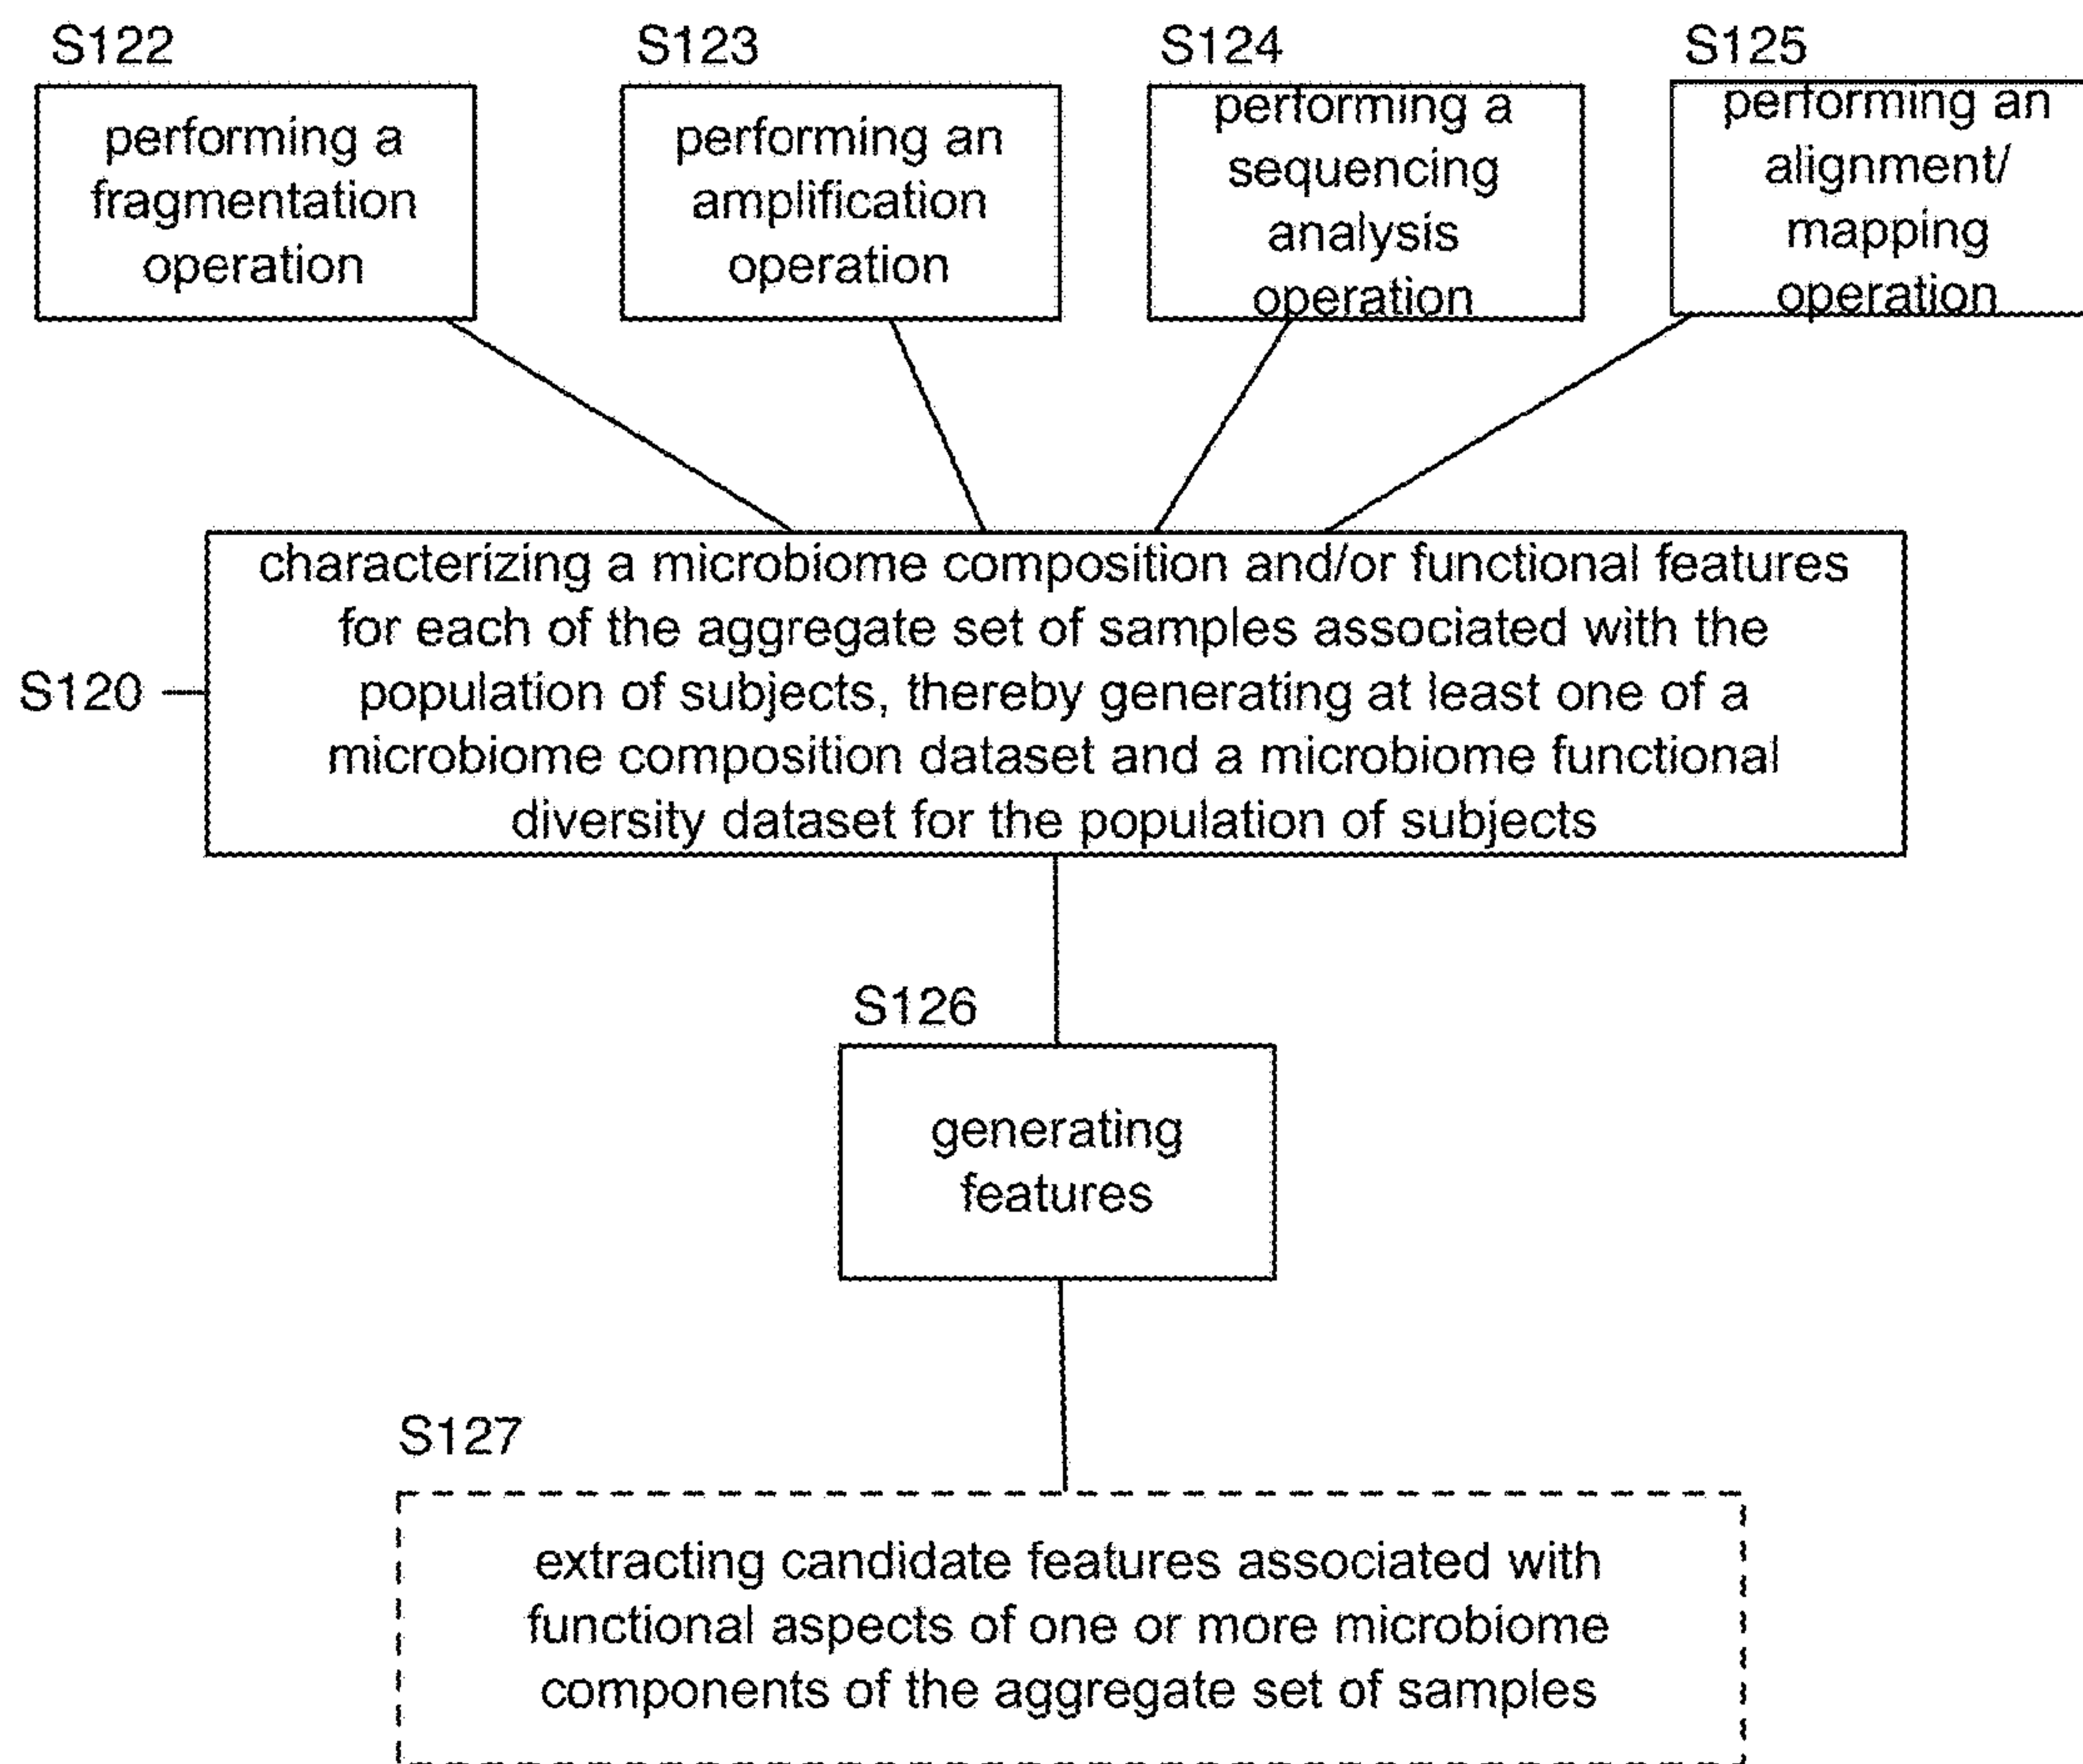 S122
performing a
fragmentation
operation
S123
performing an
amplification
operation
S124
performing a
sequencing
analysis
operation
S125
performing an
alignment/
mapping
operation
S120
characterizing a microbiome composition and/or functional features
for each of the aggregate set of samples associated with the
population of subjects, thereby generating at least one of a
microbiome composition dataset and a microbiome functional
diversity dataset for the population of subjects
S126
generating
features
S127
extracting candidate features associated with
functional aspects of one or more microbiome
components of the aggregate set of samples